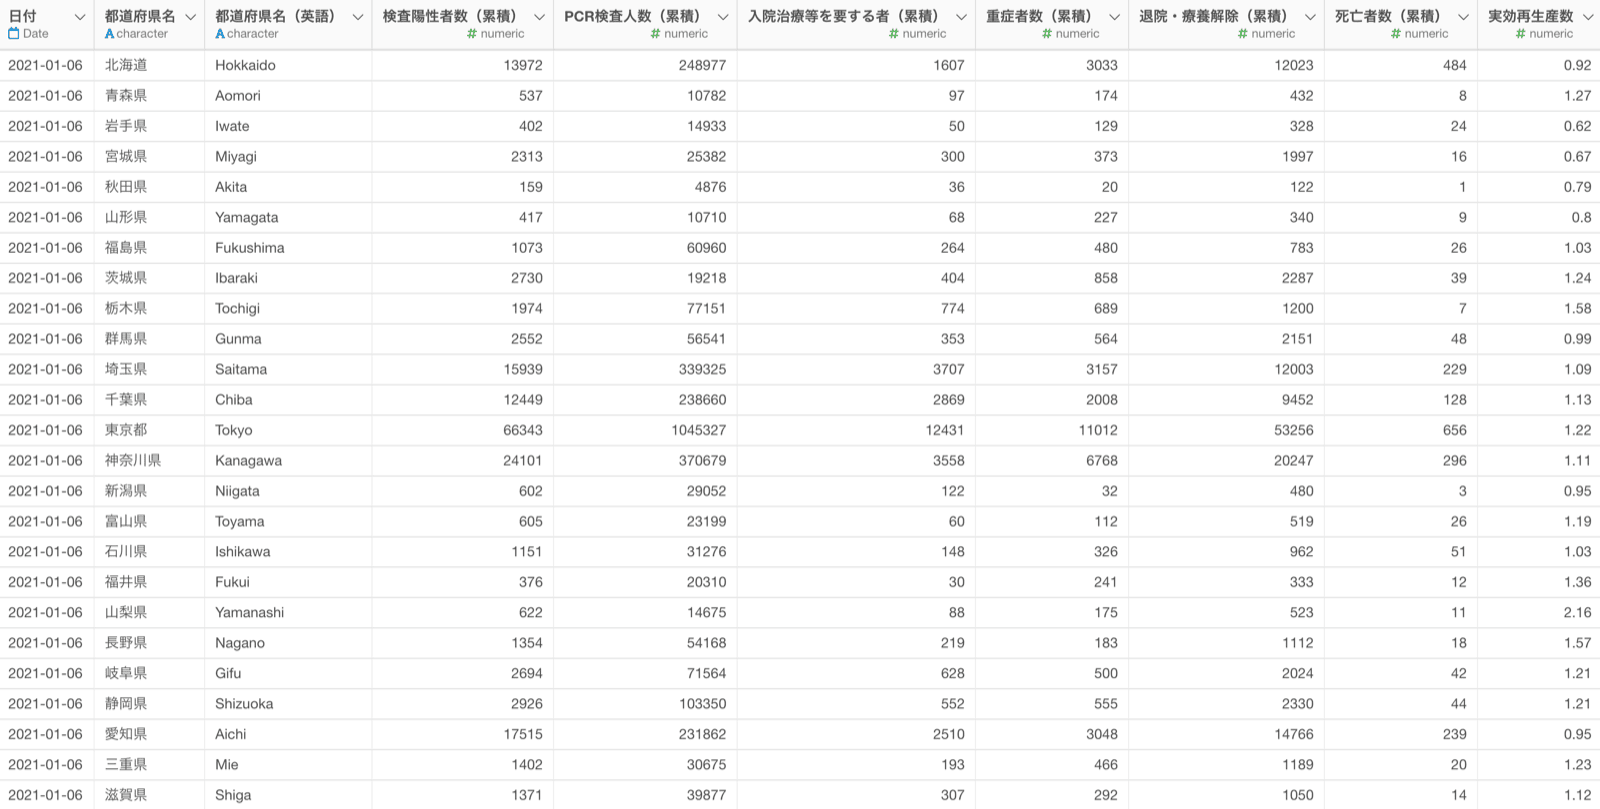 日付 都道府県名 都道府県名（英語） 検査陽性者数（累積） PCR検査人数（累積） 入院治療等を要する者（累積） 重症者数（累積） 退院・療養解除（累積） 死亡者数（累積） 実効再生産数
Date A character A character # numeric # numeric # numeric # numeric # numeric # numeric # numeric
2021-01-06 北海道 Hokkaido 13972 248977 1607 3033 12023 484 0.92
2021-01-06 青森県 Aomori 537 10782 97 174 432 8 1.27
2021-01-06 岩手県 Iwate 402 14933 50 129 328 24 0.62
2021-01-06 宮城県 Miyagi 2313 25382 300 373 1997 16 0.67
2021-01-06 秋田県 Akita 159 4876 36 20 122 1 0.79
2021-01-06 山形県 Yamagata 417 10710 68 227 340 9 0.8
2021-01-06 福島県 Fukushima 1073 60960 264 480 783 26 1.03
2021-01-06 茨城県 Ibaraki 2730 19218 404 858 2287 39 1.24
2021-01-06 栃木県 Tochigi 1974 77151 774 689 1200 7 1.58
2021-01-06 群馬県 Gunma 2552 56541 353 564 2151 48 0.99
2021-01-06 埼玉県 Saitama 15939 339325 3707 3157 12003 229 1.09
2021-01-06 千葉県 Chiba 12449 238660 2869 2008 9452 128 1.13
2021-01-06 東京都 Tokyo 66343 1045327 12431 11012 53256 656 1.22
2021-01-06 神奈川県 Kanagawa 24101 370679 3558 6768 20247 296 1.11
2021-01-06 新潟県 Niigata 602 29052 122 32 480 3 0.95
2021-01-06 富山県 Toyama 605 23199 60 112 519 26 1.19
2021-01-06 石川県 Ishikawa 1151 31276 148 326 962 51 1.03
2021-01-06 福井県 Fukui 376 20310 30 241 333 12 1.36
2021-01-06 山梨県 Yamanashi 622 14675 88 175 523 11 2.16
2021-01-06 長野県 Nagano 1354 54168 219 183 1112 18 1.57
2021-01-06 岐阜県 Gifu 2694 71564 628 500 2024 42 1.21
2021-01-06 静岡県 Shizuoka 2926 103350 552 555 2330 44 1.21
2021-01-06 愛知県 Aichi 17515 231862 2510 3048 14766 239 0.95
2021-01-06 三重県 Mie 1402 30675 193 466 1189 20 1.23
2021-01-06 滋賀県 Shiga 1371 39877 307 292 1050 14 1.12